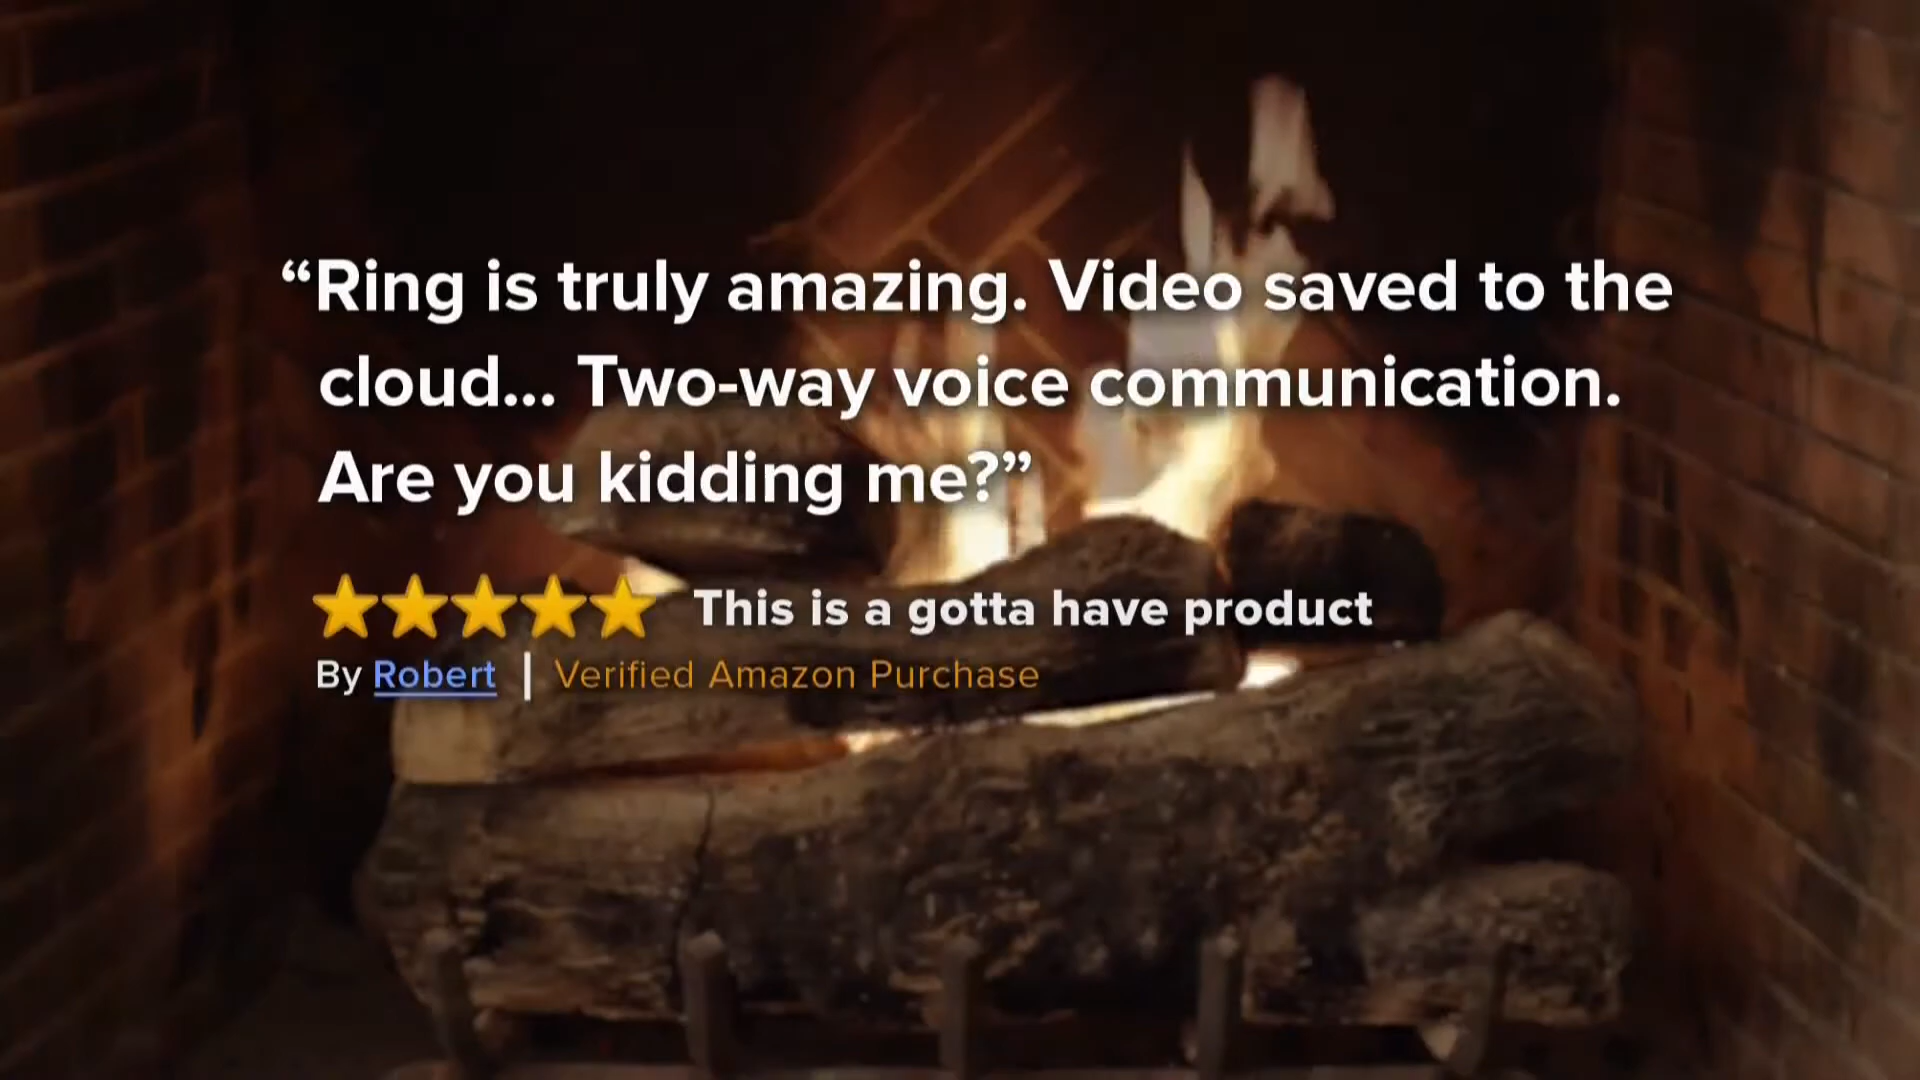 “Ring is truly amazing. Video saved to the
cloud... Two-way voice communication.
Are you kidding me?”
This is a gotta have product
By Robert | Verified Amazon Purchase